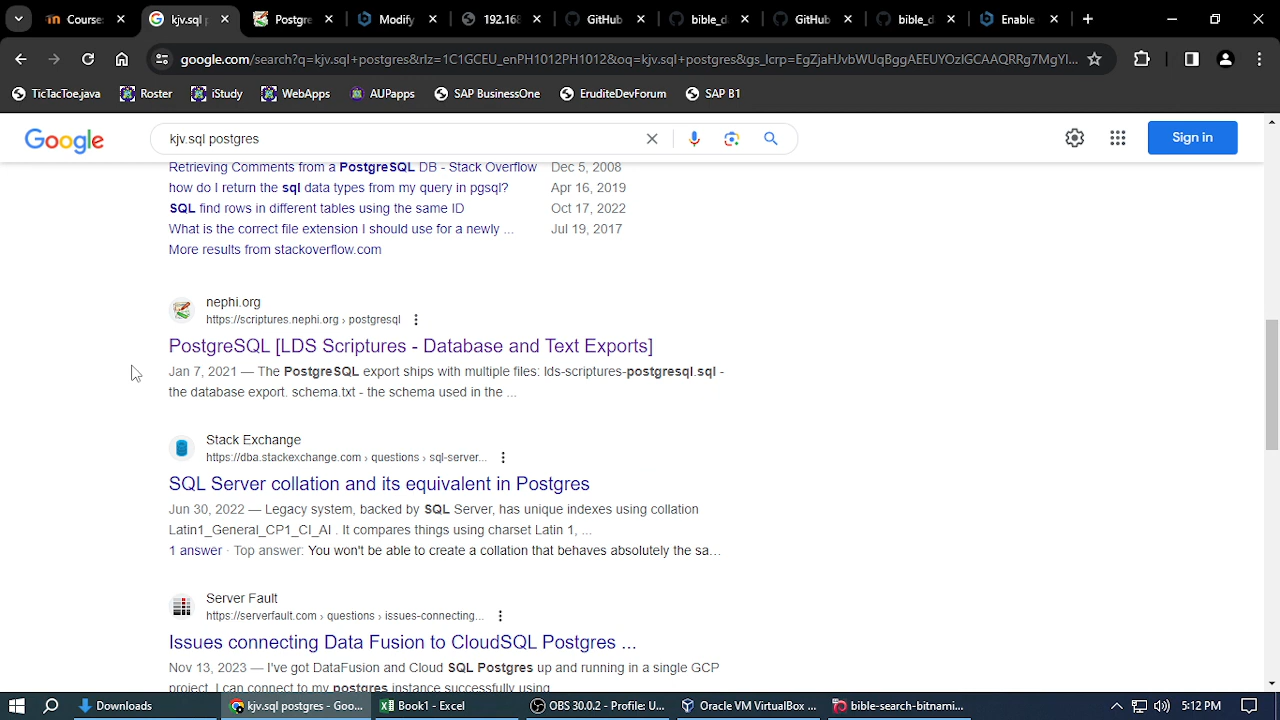 Course:
kjv.sql p
Postgre
Modify
192.168
GitHub
bible_d
GitHub
bible_d
Enable
google.com/search?q=kjv.sql+postgres&rlz=1C1GCEU_enPH1012PH1012&oq=kjv.sql+postgres&gs_lcrp=EgZjaHJvbWUqBggAEEUYOzIGCAAQRRg7MgYI...
TicTacToe.java
Roster
iStudy
WebApps
AUPapps
SAP BusinessOne
EruditeDevForum
SAP B1
Google
kjv.sql postgres
Sign in
Retrieving Comments from a PostgreSQL DB - Stack Overflow Dec 5, 2008
how do I return the sql data types from my query in pgsql? Apr 16, 2019
SQL find rows in different tables using the same ID Oct 17, 2022
What is the correct file extension I should use for a newly ... Jul 19, 2017
More results from stackoverflow.com
nephi.org
https://scriptures.nephi.org › postgresql
PostgreSQL [LDS Scriptures - Database and Text Exports]
Jan 7, 2021 — The PostgreSQL export ships with multiple files: lds-scriptures-postgresql.sql -
the database export. schema.txt - the schema used in the ...
Stack Exchange
https://dba.stackexchange.com › questions › sql-server...
SQL Server collation and its equivalent in Postgres
Jun 30, 2022 — Legacy system, backed by SQL Server, has unique indexes using collation
Latin1_General_CP1_CI_AI . It compares things using charset Latin 1, ...
1 answer · Top answer: You won't be able to create a collation that behaves absolutely the sa...
Server Fault
https://serverfault.com › questions › issues-connecting...
Issues connecting Data Fusion to CloudSQL Postgres ...
Nov 13, 2023 — I've got DataFusion and Cloud SQL Postgres up and running in a single GCP
project. I can connect to my postgres instance successfully using
Downloads
kjv.sql postgres - Goo...
Book1 - Excel
OBS 30.0.2 - Profile: U...
Oracle VM VirtualBox ...
bible-search-bitnami...
5:12 PM